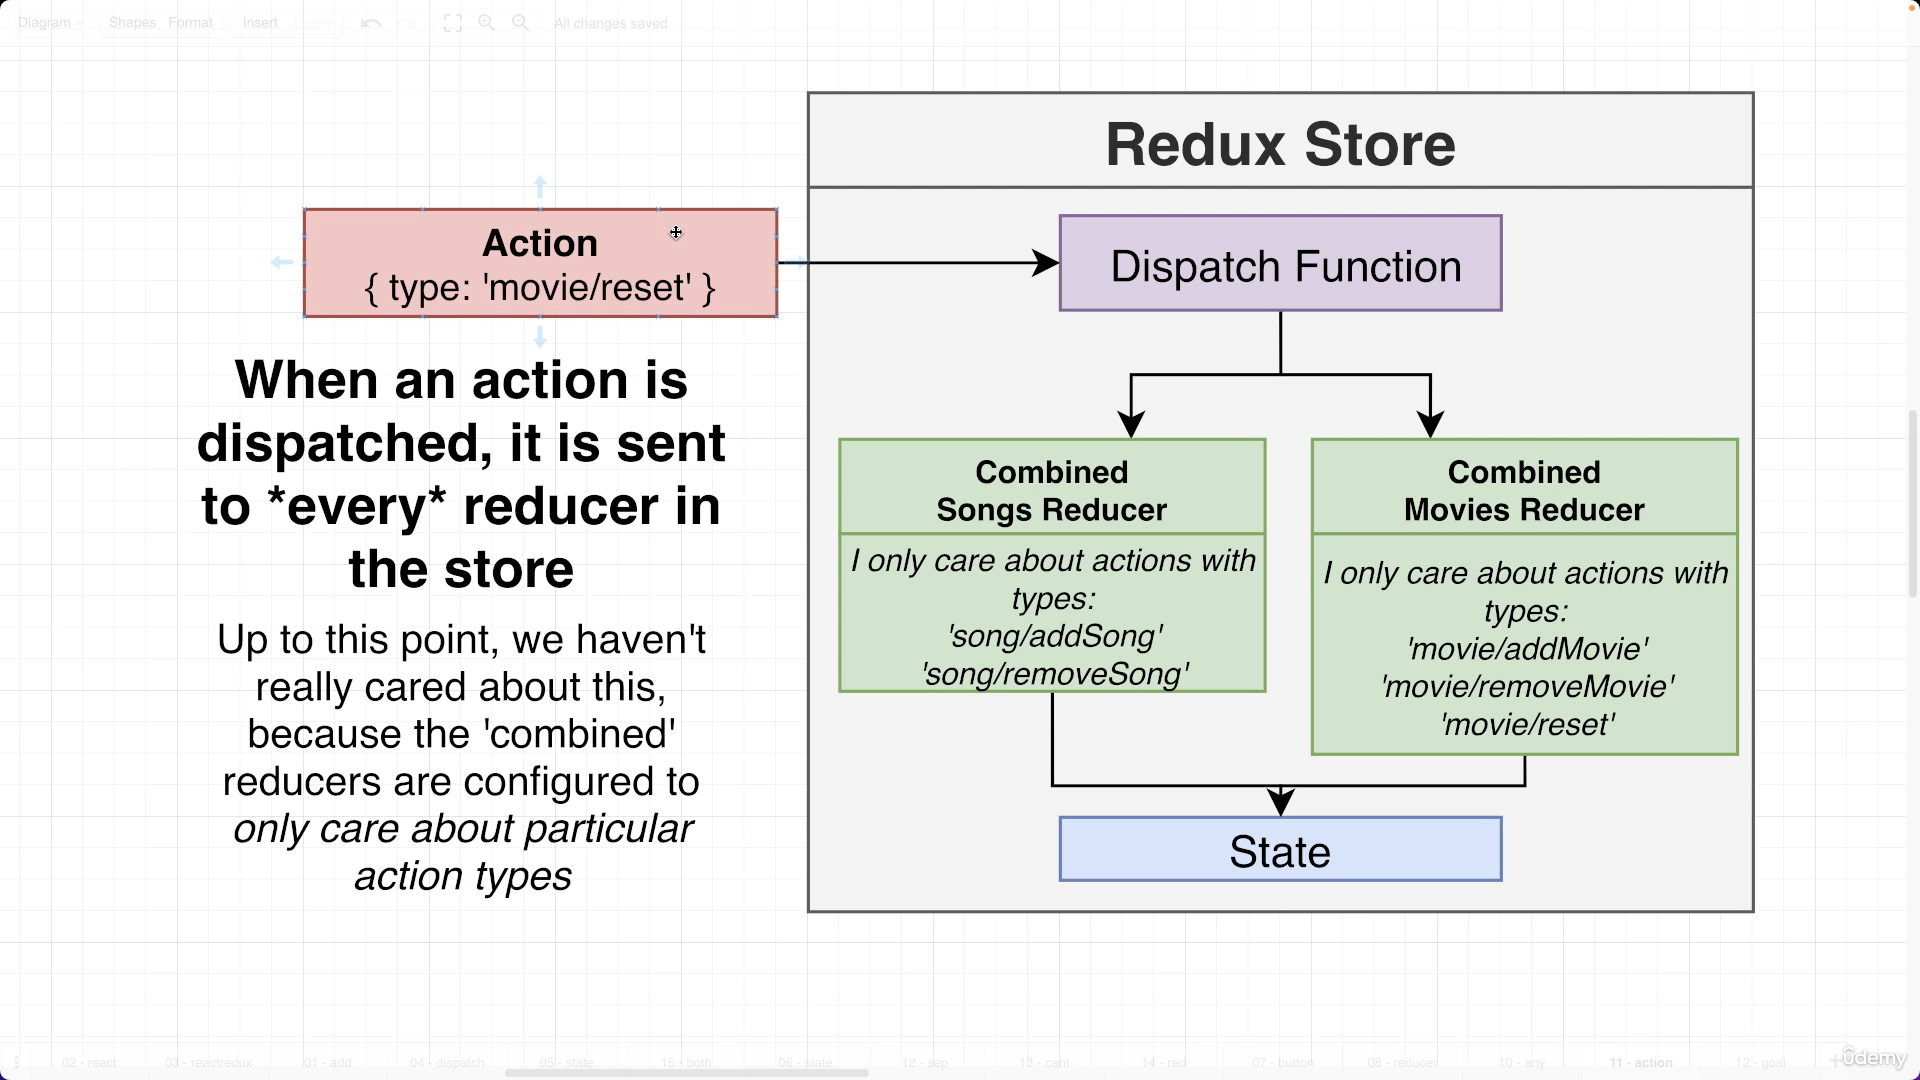 Diagram
Shapes
Format
Insert
Delete
All changes saved
Redux Store
Action
{ type: 'movie/reset' }
Dispatch Function
When an action is
dispatched, it is sent
to *every* reducer in
the store
Up to this point, we haven't
really cared about this,
because the 'combined'
reducers are configured to
only care about particular
action types
Combined
Songs Reducer
I only care about actions with
types:
'song/addSong'
'song/removeSong'
Combined
Movies Reducer
I only care about actions with
types:
'movie/addMovie'
'movie/removeMovie'
'movie/reset'
State
02 - react
03 - reactredux
01 - add
04 - dispatch
05 - state
15 - both
06 - state
12 - sep
13 - cant
14 - red
07 - button
08 - reducer
10 - any
11 - action
12 - goal
ûdemy